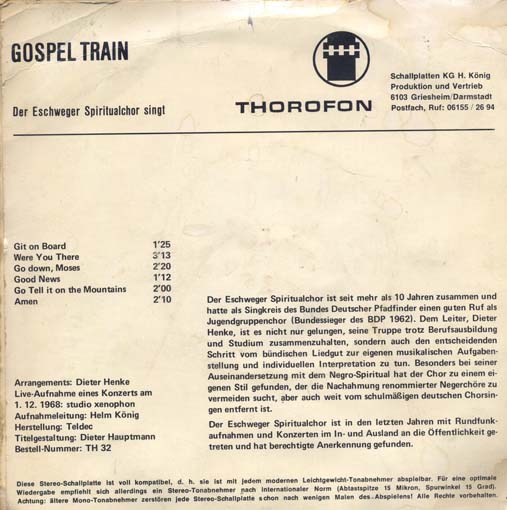 GOSPEL TRAIN
Der Eschweger Spiritualchor singt
THOROFON
Schallplatten KG H. König
Produktion und Vertrieb
6103 Griesheim/Darmstadt
Postfach, Ruf: 06155 / 26 94
Git on Board 1'25
Were You There 3'13
Go down, Moses 2'20
Good News 1'12
Go Tell it on the Mountains 2'00
Amen 2'10
Arrangements: Dieter Henke
Live-Aufnahme eines Konzerts am
1. 12. 1968: studio xenophon
Aufnahmeleitung: Helm König
Herstellung: Teldec
Titelgestaltung: Dieter Hauptmann
Bestell-Nummer: TH 32
Der Eschweger Spiritualchor ist seit mehr als 10 Jahren zusammen und
hatte als Singkreis des Bundes Deutscher Pfadfinder einen guten Ruf als
Jugendgruppenchor (Bundessieger des BDP 1962). Dem Leiter, Dieter
Henke, ist es nicht nur gelungen, seine Truppe trotz Berufsausbildung
und Studium zusammenzuhalten, sondern auch den entscheidenden
Schritt vom bündischen Liedgut zur eigenen musikalischen Aufgaben-
stellung und individuellen Interpretation zu tun. Besonders bei seiner
Auseinandersetzung mit dem Negro-Spiritual hat der Chor zu einem ei-
genen Stil gefunden, der die Nachahmung renommierter Negerchöre zu
vermeiden sucht, aber auch weit vom schulmäßigen deutschen Chorsin-
gen entfernt ist.
Der Eschweger Spiritualchor ist in den letzten Jahren mit Rundfunk-
aufnahmen und Konzerten im In- und Ausland an die Öffentlichkeit ge-
treten und hat berechtigte Anerkennung gefunden.
Diese Stereo-Schallplatte ist voll kompatibel, d. h. sie ist mit jedem modernen Leichtgewicht-Tonabnehmer abspielbar. Für eine optimale
Wiedergabe empfiehlt sich allerdings ein Stereo-Tonabnehmer nach internationaler Norm (Abtastspitze 15 Mikron, Spurwinkel 15 Grad).
Achtung: ältere Mono-Tonabnehmer zerstören jede Stereo-Schallplatte schon nach wenigen Malen des Abspielens! Alle Rechte vorbehalten.